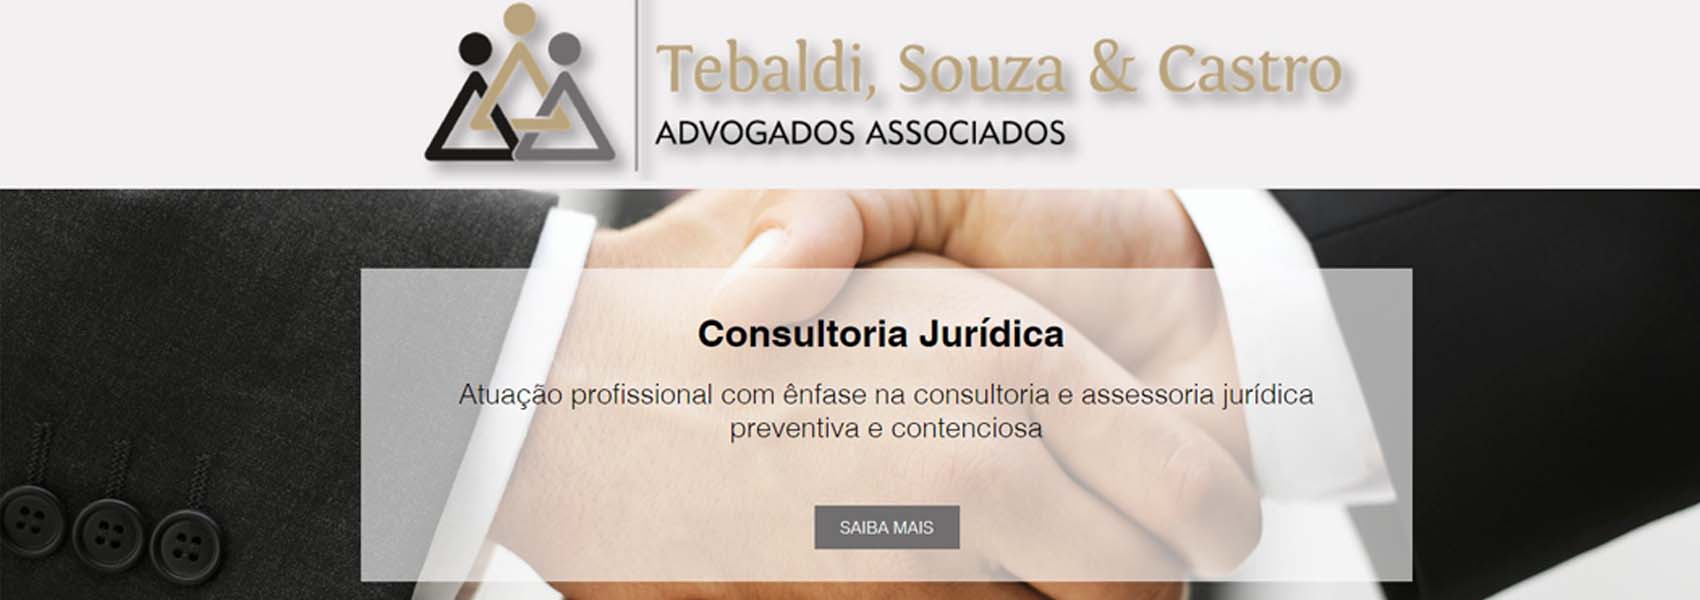 Tebaldi, Souza & Castro
ADVOGADOS ASSOCIADOS
Consultoria Jurídica
Atuação profissional com ênfase na consultoria e assessoria jurídica
preventiva e contenciosa
SAIBA MAIS